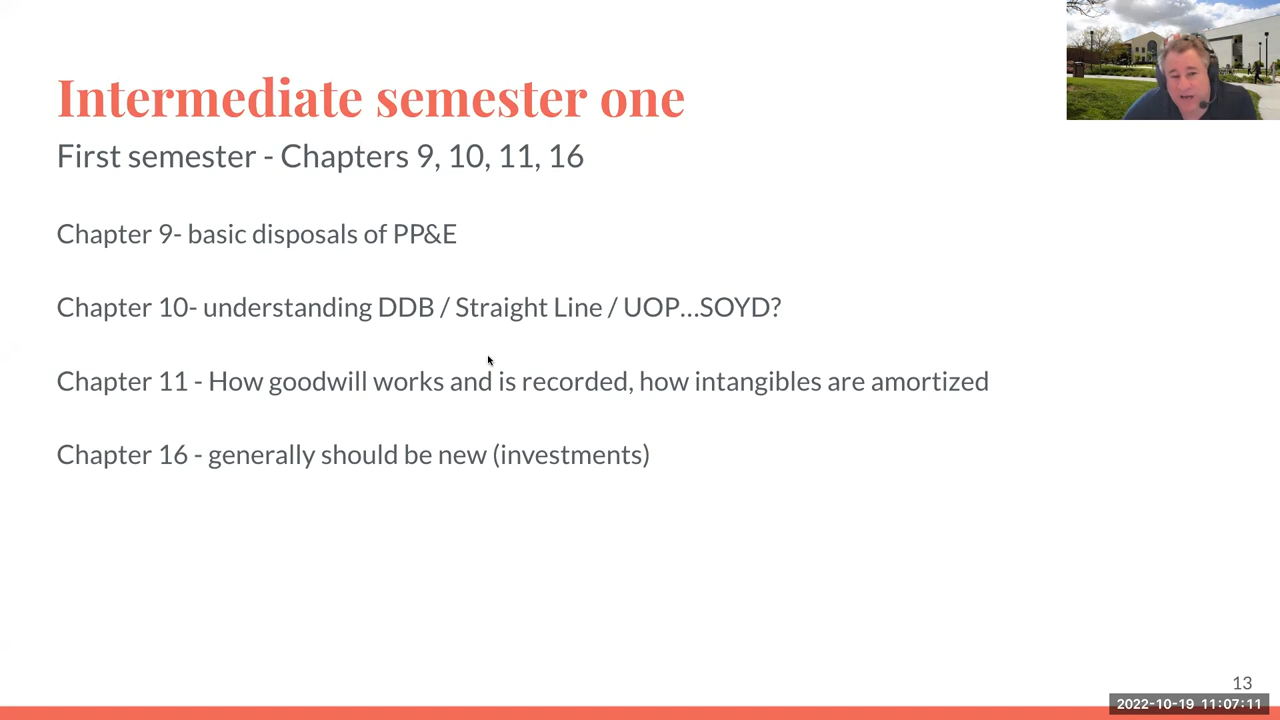 Intermediate semester one
First semester - Chapters 9, 10, 11, 16
Chapter 9- basic disposals of PP&E
Chapter 10- understanding DDB / Straight Line / UOP...SOYD?
Chapter 11 - How goodwill works and is recorded, how intangibles are amortized
Chapter 16 - generally should be new (investments)
13
2022-10-19 11:07:11